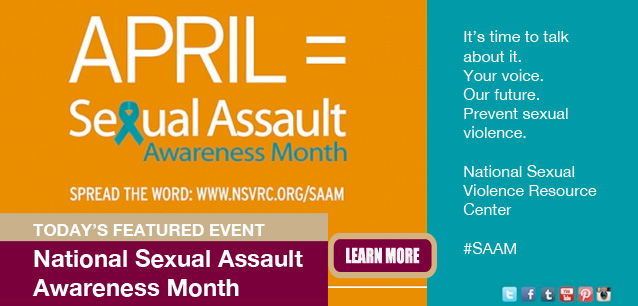 APRIL =
Sexual Assault
Awareness Month
SPREAD THE WORD: WWW.NSVRC.ORG/SAAM
TODAY'S FEATURED EVENT
National Sexual Assault
Awareness Month
LEARN MORE
It's time to talk
about it.
Your voice.
Our future.
Prevent sexual
violence.
National Sexual
Violence Resource
Center
#SAAM